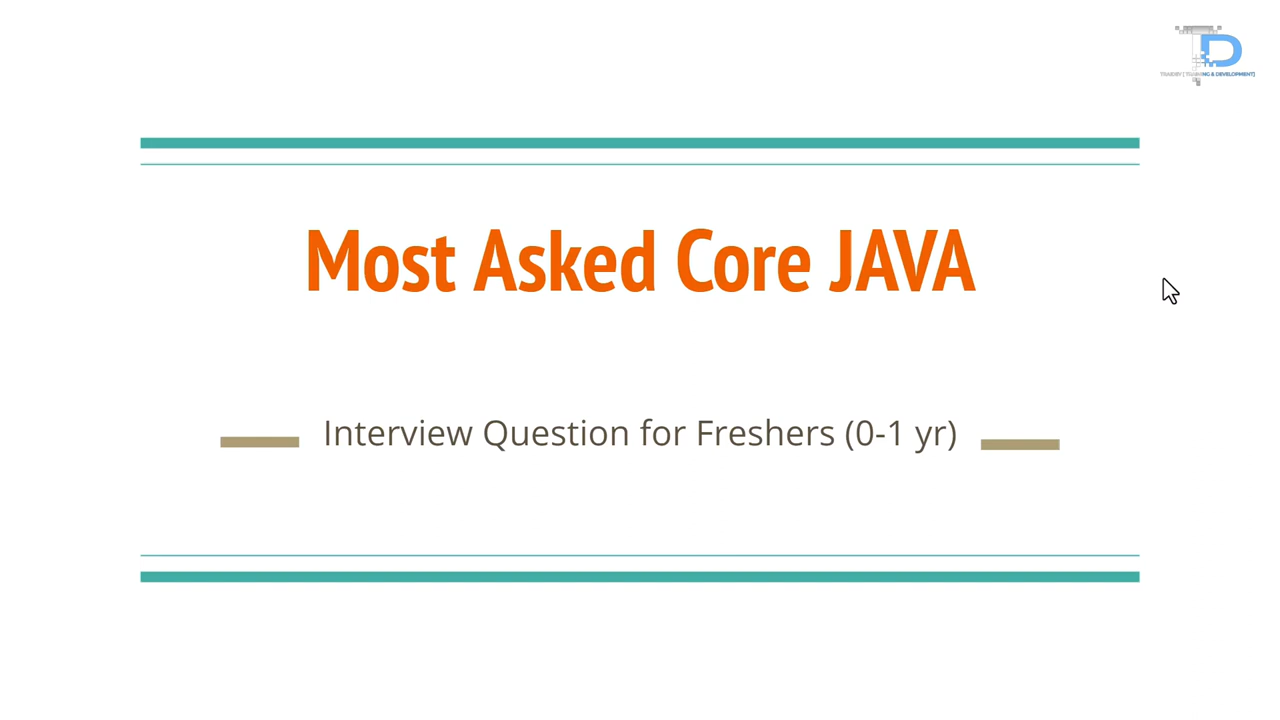 Most Asked Core JAVA
Interview Question for Freshers (0-1 yr)